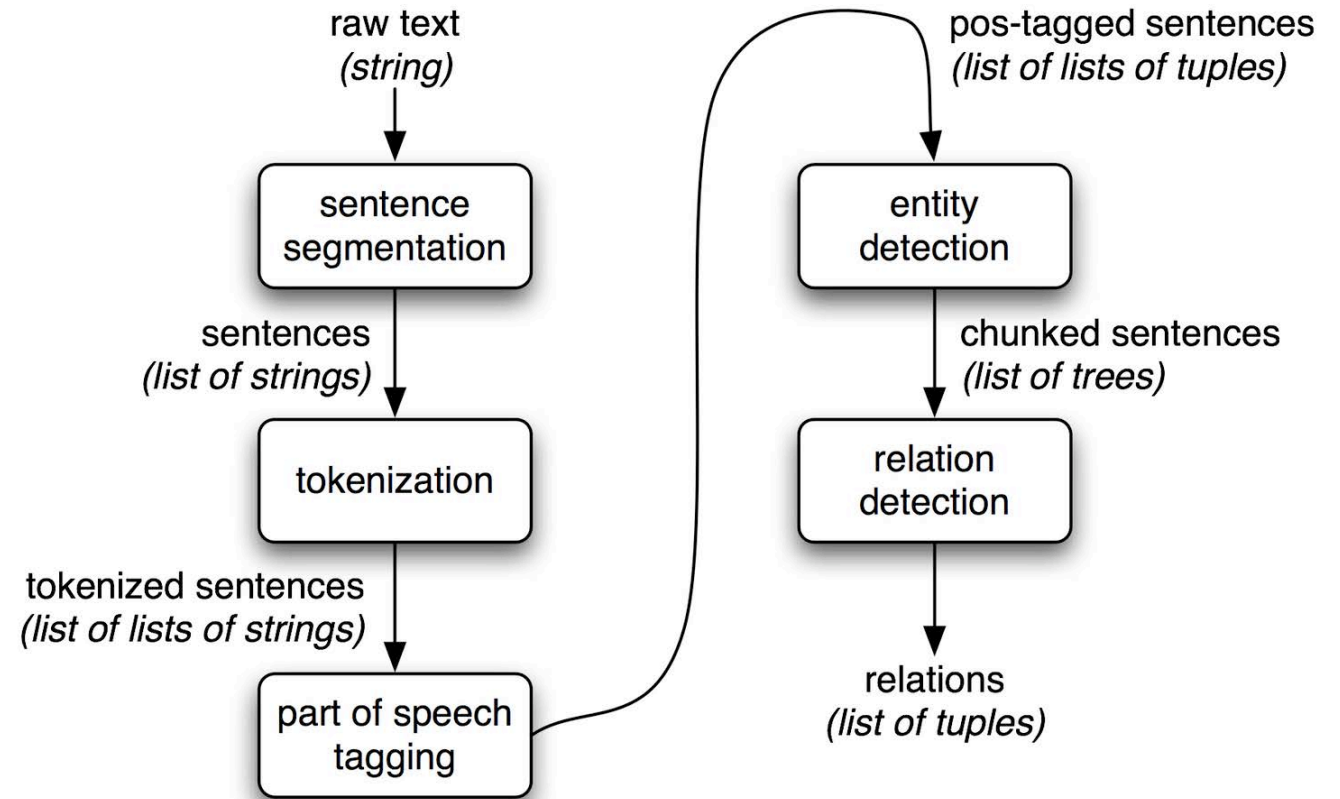 raw text
(string)
sentence
segmentation
sentences
(list of strings)
tokenization
tokenized sentences
(list of lists of strings)
part of speech
tagging
pos-tagged sentences
(list of lists of tuples)
entity
detection
chunked sentences
(list of trees)
relation
detection
relations
(list of tuples)